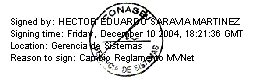 Signed by: HECTOR EDUARDO SARAVIA MARTINEZ
Signing time: Friday, December 10 2004, 18:21:36 GMT
Location: Gerencia de Sistemas
Reason to sign: Cambio Reglamento MVNet